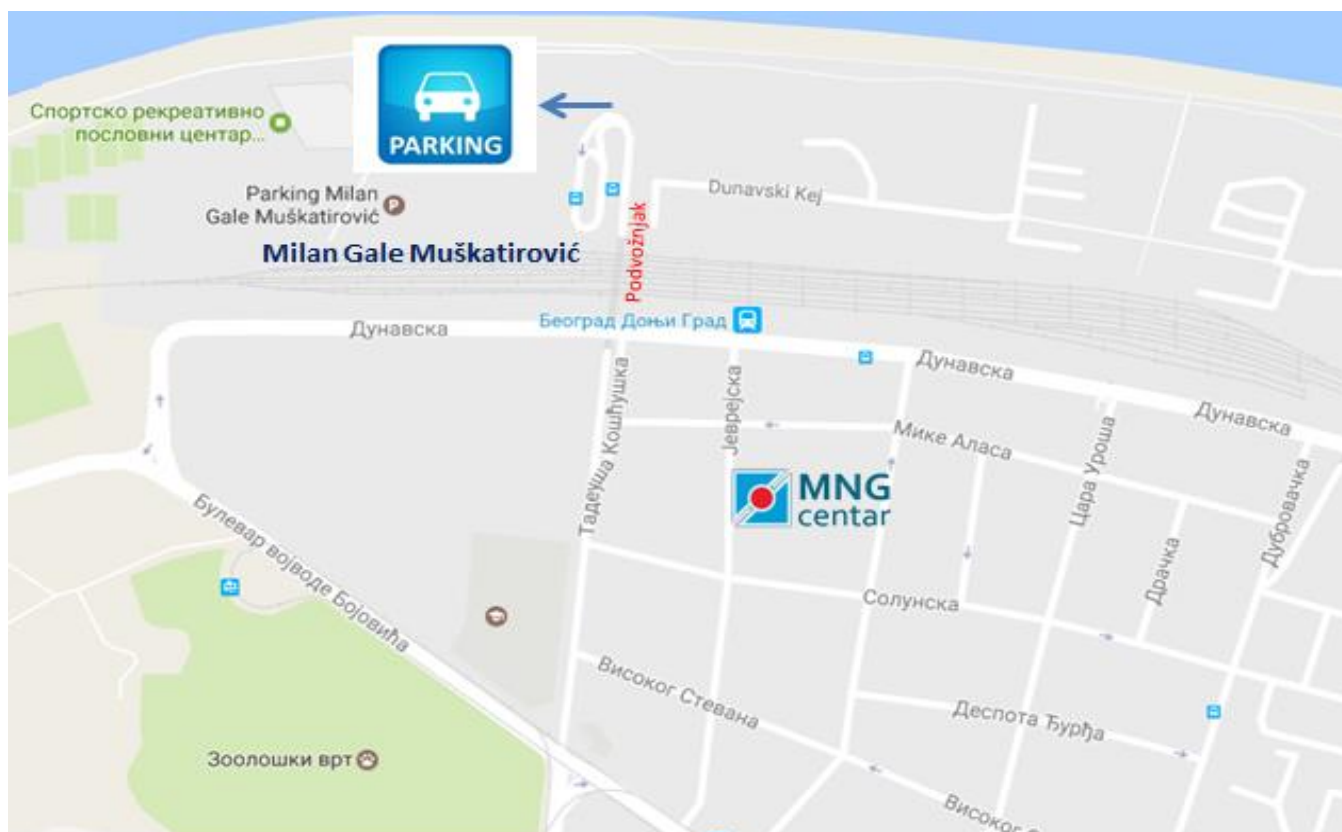 PARKING
Спортско рекреативно
пословни центар...
Parking Milan
Gale Muškatirović
P
Dunavski Kej
Milan Gale Muškatirović
Podvožnjak
Београд Доњи Град
Дунавска
Дунавска
Дунавска
Тадеуша Кошћушка
Јеврејска
Мике Аласа
Цара Уроша
Дубровачка
Драчка
MNG
centar
Солунска
Булевар војводе Бојовића
Високог Стевана
Деспота Ђурђа
Зоолошки врт
Високог